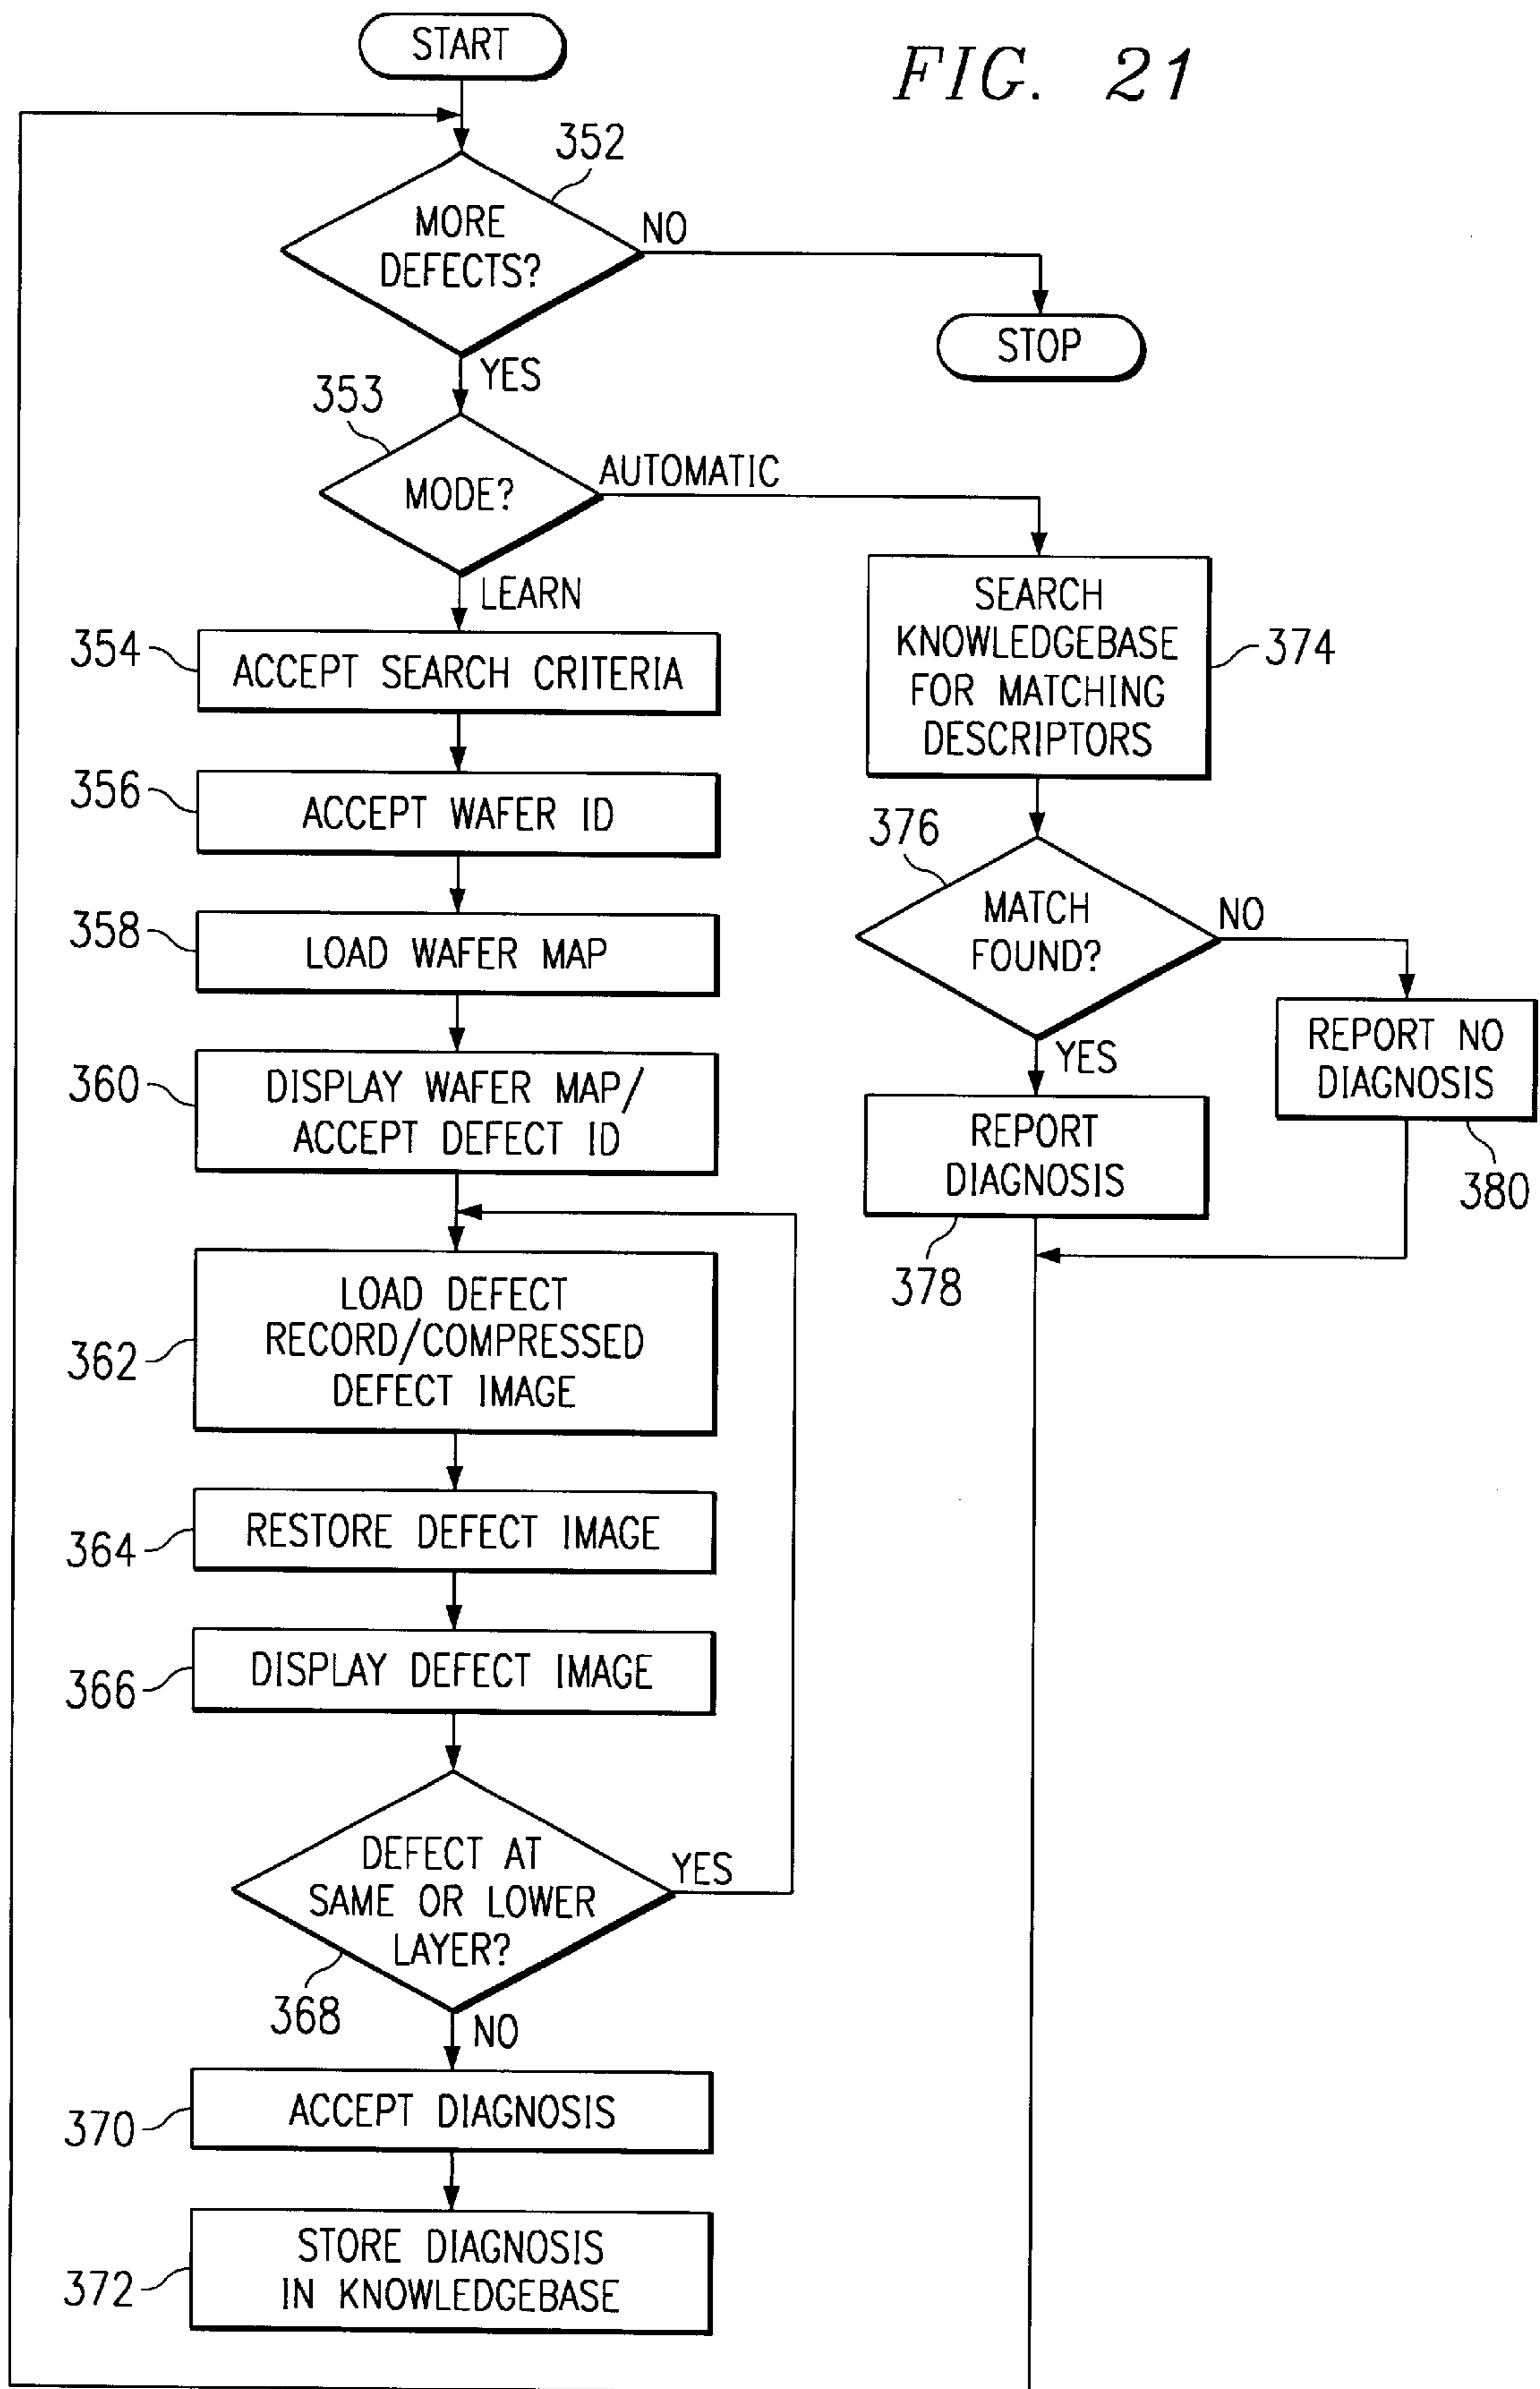 START
FIG. 21
352
MORE
DEFECTS?
NO
STOP
YES
353
MODE?
AUTOMATIC
LEARN
354
ACCEPT SEARCH CRITERIA
356
ACCEPT WAFER ID
358
LOAD WAFER MAP
360
DISPLAY WAFER MAP/
ACCEPT DEFECT ID
362
LOAD DEFECT
RECORD/COMPRESSED
DEFECT IMAGE
364
RESTORE DEFECT IMAGE
366
DISPLAY DEFECT IMAGE
DEFECT AT
SAME OR LOWER
LAYER?
YES
368
NO
370
ACCEPT DIAGNOSIS
372
STORE DIAGNOSIS
IN KNOWLEDGEBASE
SEARCH
KNOWLEDGEBASE
FOR MATCHING
DESCRIPTORS
374
376
MATCH
FOUND?
NO
YES
REPORT NO
DIAGNOSIS
380
REPORT
DIAGNOSIS
378